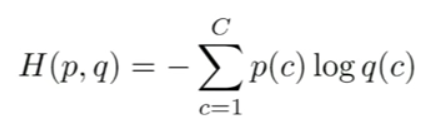 H(p, q) = − ∑_{c=1}^{C} p(c) log q(c)